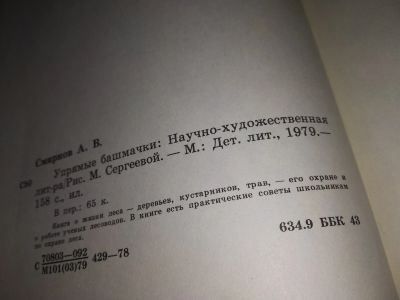 Смирнов А. В.
С50 Упрямые башмачки: Научно-художественная
лит-ра/Рис. М. Сергеевой. — М.: Дет. лит., 1979.—
158 с., ил.
В пер.: 65 к.
Книга о жизни леса — деревьев, кустарников, трав, — его охране и
о работе ученых лесоводов. В книге есть практические советы школьникам
по охране леса.
С 70803—092
М101(03)79 429—78
634.9 ББК 43